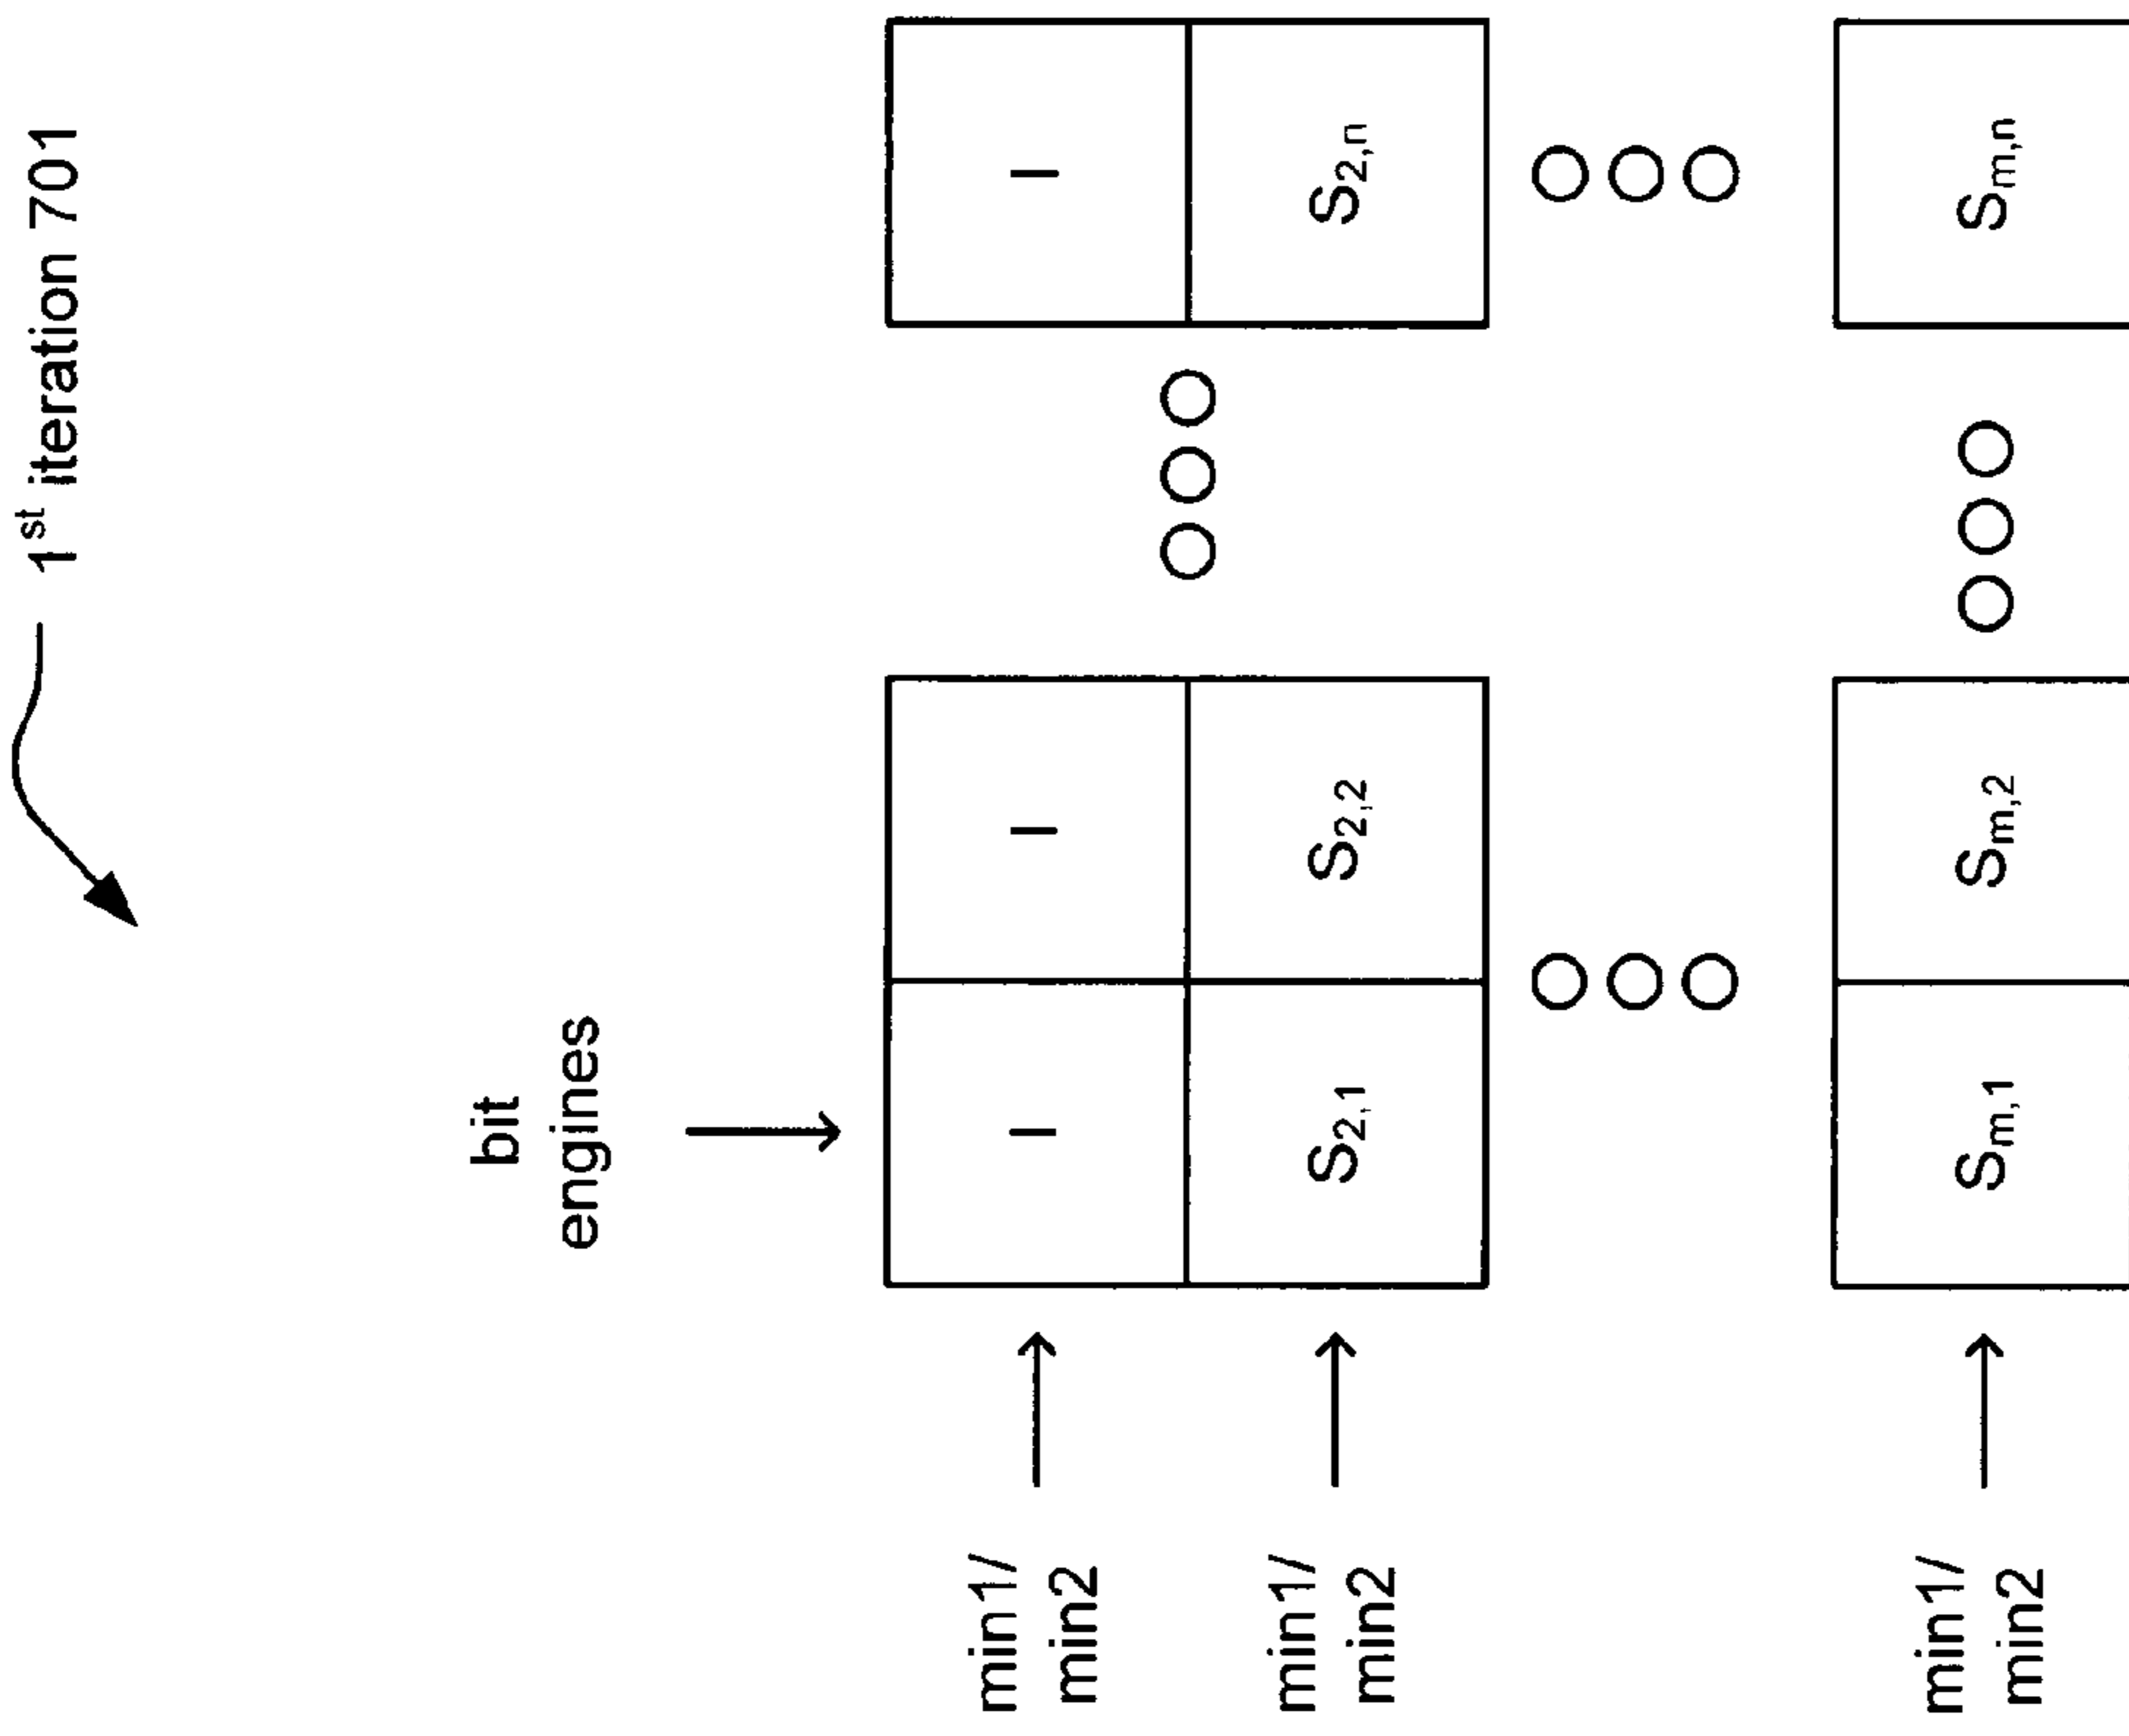 1st iteration 701
bit
engines
min1/
min2
I I I
min1/
min2
S2,1 S2,2 S2,n
min1/
min2
Sm,1 Sm,2 Sm,n